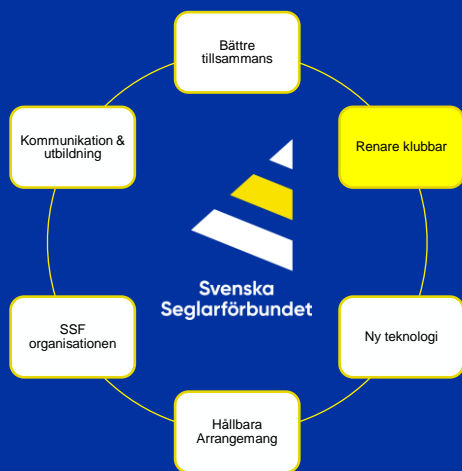 Bättre
tillsammans
Renare klubbar
Ny teknologi
Hållbara
Arrangemang
SSF
organisationen
Kommunikation &
utbildning
Svenska
Seglarförbundet